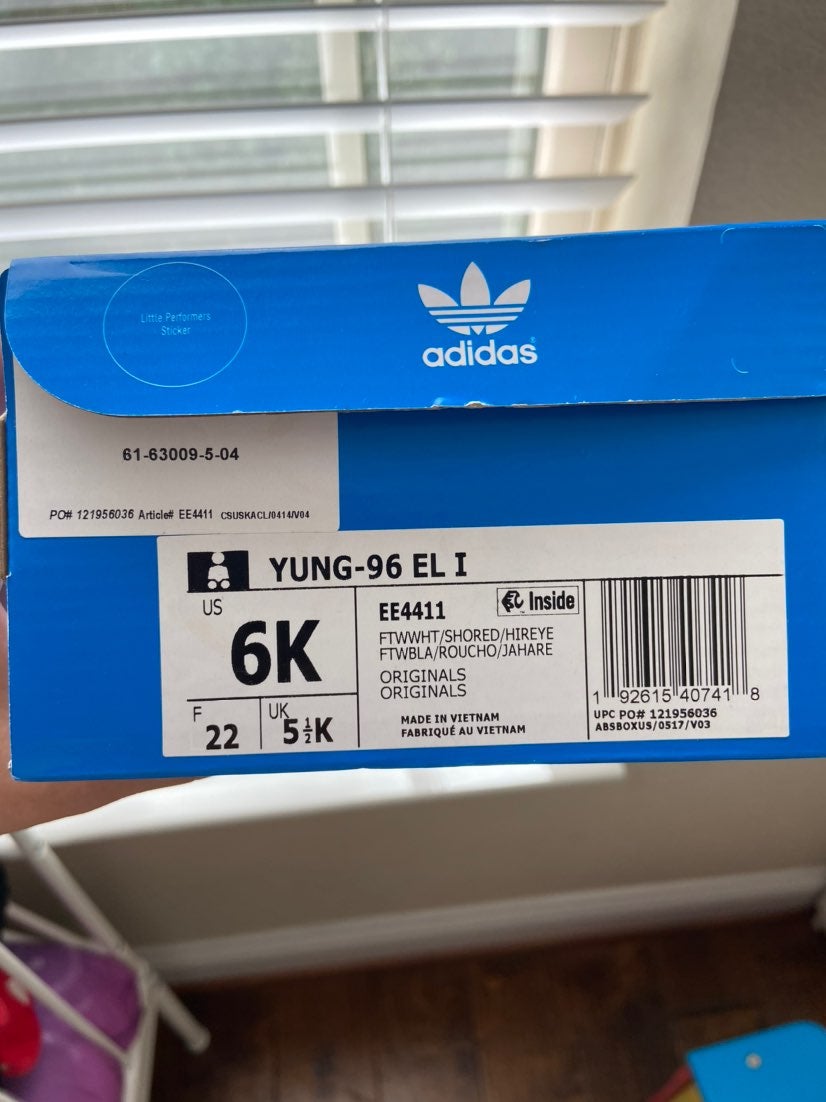 Little Performers
Sticker
adidas
61-63009-5-04
PO# 121956036 Article# EE4411 CSUSKACL/0414/V04
YUNG-96 EL I
US
6K
F
22
UK
5½K
EE4411
Inside
FTWWHT/SHORED/HIREYE
FTWBLA/ROUCHO/JAHARE
ORIGINALS
ORIGINALS
MADE IN VIETNAM
FABRIQUÉ AU VIETNAM
1 92615 40741 8
UPC PO# 121956036
ABSBOXUS/0517/V03